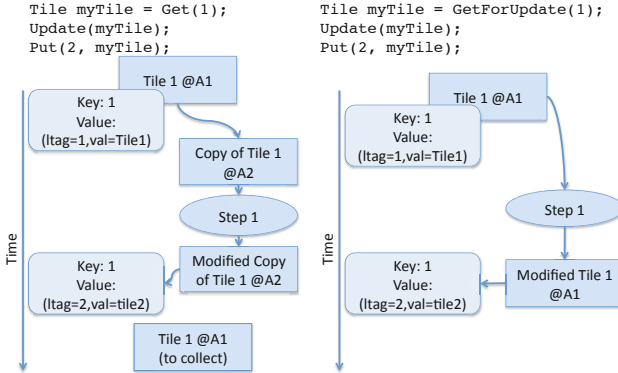 Tile myTile = Get(1);
Update(myTile);
Put(2, myTile);
Tile 1 @A1
Key: 1
Value:
(ltag=1,val=Tile1)
Copy of Tile 1
@A2
Step 1
Time
Key: 1
Value:
(ltag=2,val=tile2)
Modified Copy
of Tile 1 @A2
Tile 1 @A1
(to collect)
Tile myTile = GetForUpdate(1);
Update(myTile);
Put(2, myTile);
Tile 1 @A1
Key: 1
Value:
(ltag=1,val=Tile1)
Step 1
Time
Key: 1
Value:
(ltag=2,val=tile2)
Modified Tile 1
@A1